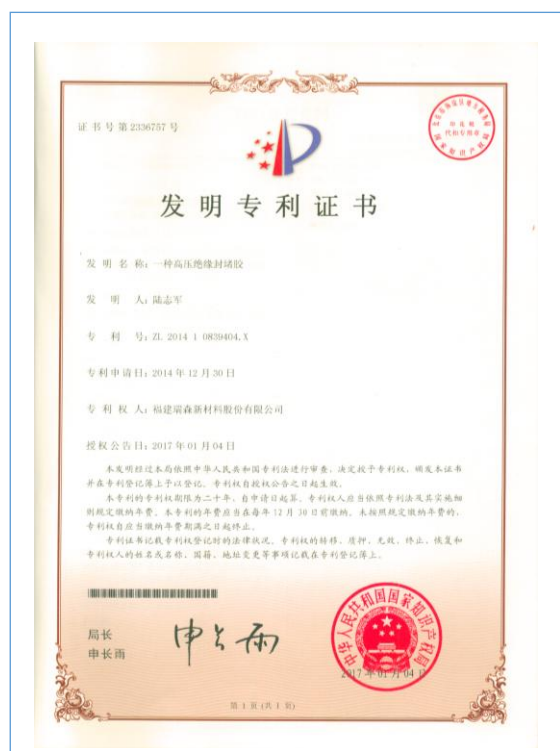 证书号第2336757号
发明专利证书
发明名称：一种高压绝缘封堵胶
发明人：陆志军
专利号：ZL 2014 1 0839404.X
专利申请日：2014年12月30日
专利权人：福建瑞森新材料股份有限公司
授权公告日：2017年01月04日
本发明经过本局依照中华人民共和国专利法进行审查，决定授予专利权，颁发本证书
并在专利登记簿上予以登记。专利权自授权公告之日起生效。
本专利的专利权期限为二十年，自申请日起算。专利权人应当依照专利法及其实施细
则规定缴纳年费。本专利的年费应当在每年12月30日前缴纳。未按照规定缴纳年费的，
专利权自应当缴纳年费期满之日起终止。
专利证书记载专利权登记时的法律状况。专利权的转移、质押、无效、终止、恢复和
专利权人的姓名或名称、国籍、地址变更等事项记载在专利登记簿上。
局长
申长雨
申长雨
中华人民共和国国家知识产权局
2017年01月04日
第1页(共1页)